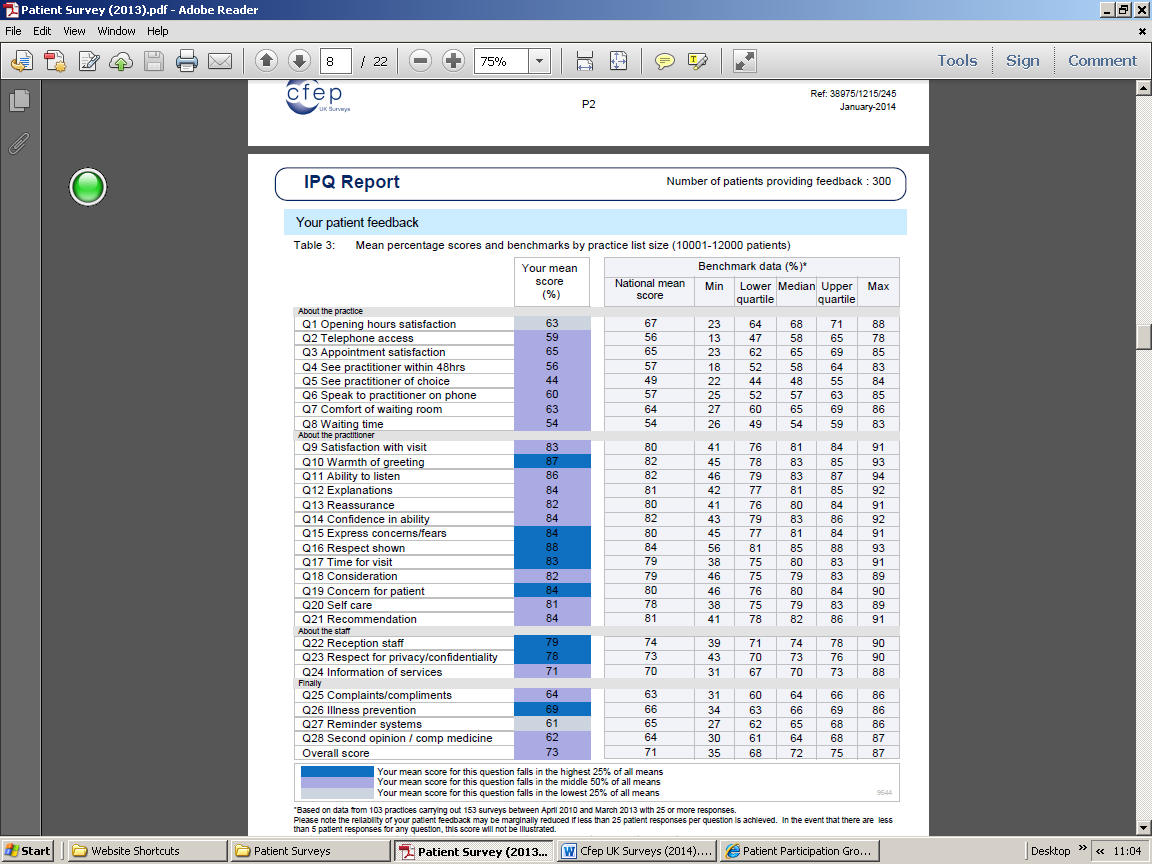 Patient Survey (2013).pdf - Adobe Reader
File Edit View Window Help
8 / 22 75% Tools Sign Comment
cfep
UK Surveys
P2
Ref: 38975/1215/245
January-2014
IPQ Report
Number of patients providing feedback : 300
Your patient feedback
Table 3: Mean percentage scores and benchmarks by practice list size (10001-12000 patients)
Your mean score (%)
Benchmark data (%)*
National mean score Min Lower quartile Median Upper quartile Max
About the practice
Q1 Opening hours satisfaction 63 67 23 64 68 71 88
Q2 Telephone access 59 56 13 47 58 65 78
Q3 Appointment satisfaction 65 65 23 62 65 69 85
Q4 See practitioner within 48hrs 56 57 18 52 58 64 83
Q5 See practitioner of choice 44 49 22 44 48 55 84
Q6 Speak to practitioner on phone 60 57 25 52 57 63 85
Q7 Comfort of waiting room 63 64 27 60 65 69 86
Q8 Waiting time 54 54 26 49 54 59 83
About the practitioner
Q9 Satisfaction with visit 83 80 41 76 81 84 91
Q10 Warmth of greeting 87 82 45 78 83 85 93
Q11 Ability to listen 86 82 46 79 83 87 94
Q12 Explanations 84 81 42 77 81 85 92
Q13 Reassurance 82 80 41 76 80 84 91
Q14 Confidence in ability 84 82 43 79 83 86 92
Q15 Express concerns/fears 84 80 45 77 81 84 91
Q16 Respect shown 88 84 56 81 85 88 93
Q17 Time for visit 83 79 38 75 80 83 91
Q18 Consideration 82 79 46 75 79 83 89
Q19 Concern for patient 84 80 46 76 80 84 90
Q20 Self care 81 78 38 75 79 83 89
Q21 Recommendation 84 81 41 78 82 86 91
About the staff
Q22 Reception staff 79 74 39 71 74 78 90
Q23 Respect for privacy/confidentiality 78 73 43 70 73 76 90
Q24 Information of services 71 70 31 67 70 73 88
Finally
Q25 Complaints/compliments 64 63 31 60 64 66 86
Q26 Illness prevention 69 66 34 63 66 69 86
Q27 Reminder systems 61 65 27 62 65 68 86
Q28 Second opinion / comp medicine 62 64 30 61 64 68 87
Overall score 73 71 35 68 72 75 87
Your mean score for this question falls in the highest 25% of all means
Your mean score for this question falls in the middle 50% of all means
Your mean score for this question falls in the lowest 25% of all means
9644
*Based on data from 103 practices carrying out 153 surveys between April 2010 and March 2013 with 25 or more responses.
Please note the reliability of your patient feedback may be marginally reduced if less than 25 patient responses per question is achieved. In the event that there are less
than 5 patient responses for any question, this score will not be illustrated.
Start Website Shortcuts Patient Surveys Patient Survey (2013... Cfep UK Surveys (2014).... Patient Participation Gro... Desktop » « 11:04